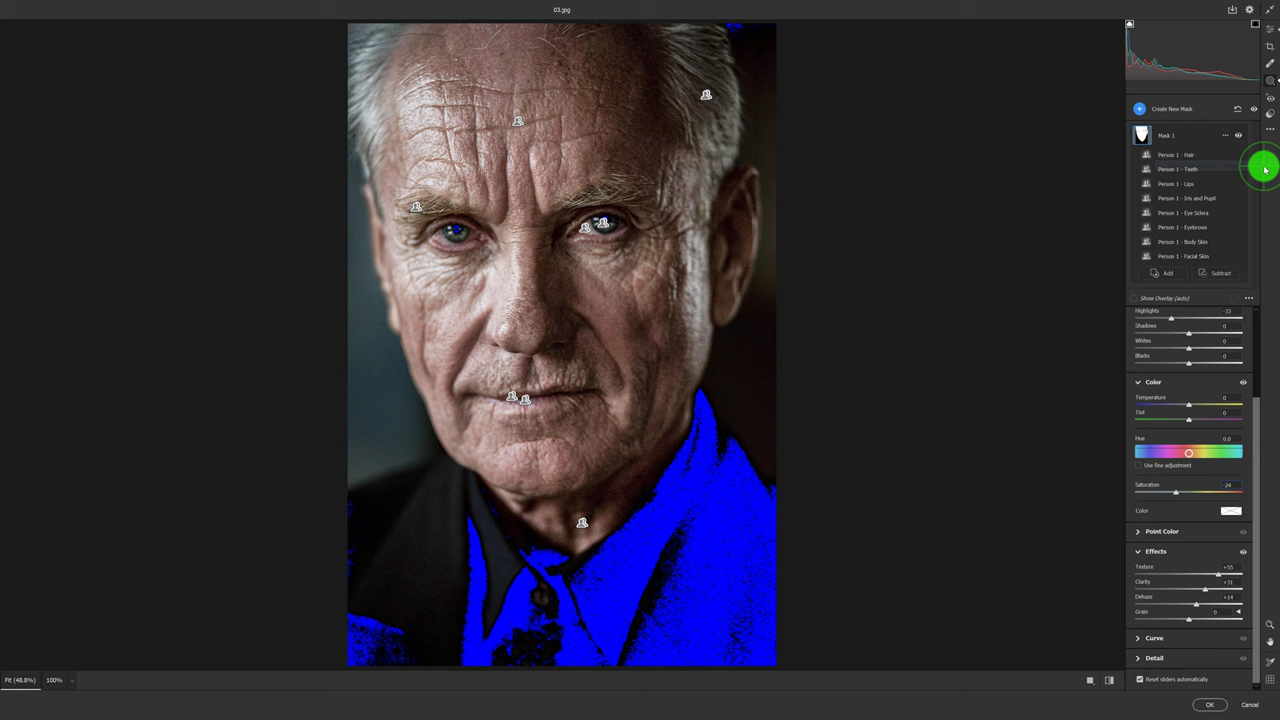 03.jpg
Create New Mask
Mask 1
Person 1 - Hair
Person 1 - Teeth
Person 1 - Lips
Person 1 - Iris and Pupil
Person 1 - Eye Sclera
Person 1 - Eyebrows
Person 1 - Body Skin
Person 1 - Facial Skin
Add Subtract
Show Overlay (auto)
Highlights -33
Shadows 0
Whites 0
Blacks 0
Color
Temperature 0
Tint 0
Hue 0.0
Use fine adjustment
Saturation -24
Color
Point Color
Effects
Texture +55
Clarity +31
Dehaze +14
Grain 0
Curve
Detail
Reset sliders automatically
Fit (48.8%) 100%
OK Cancel